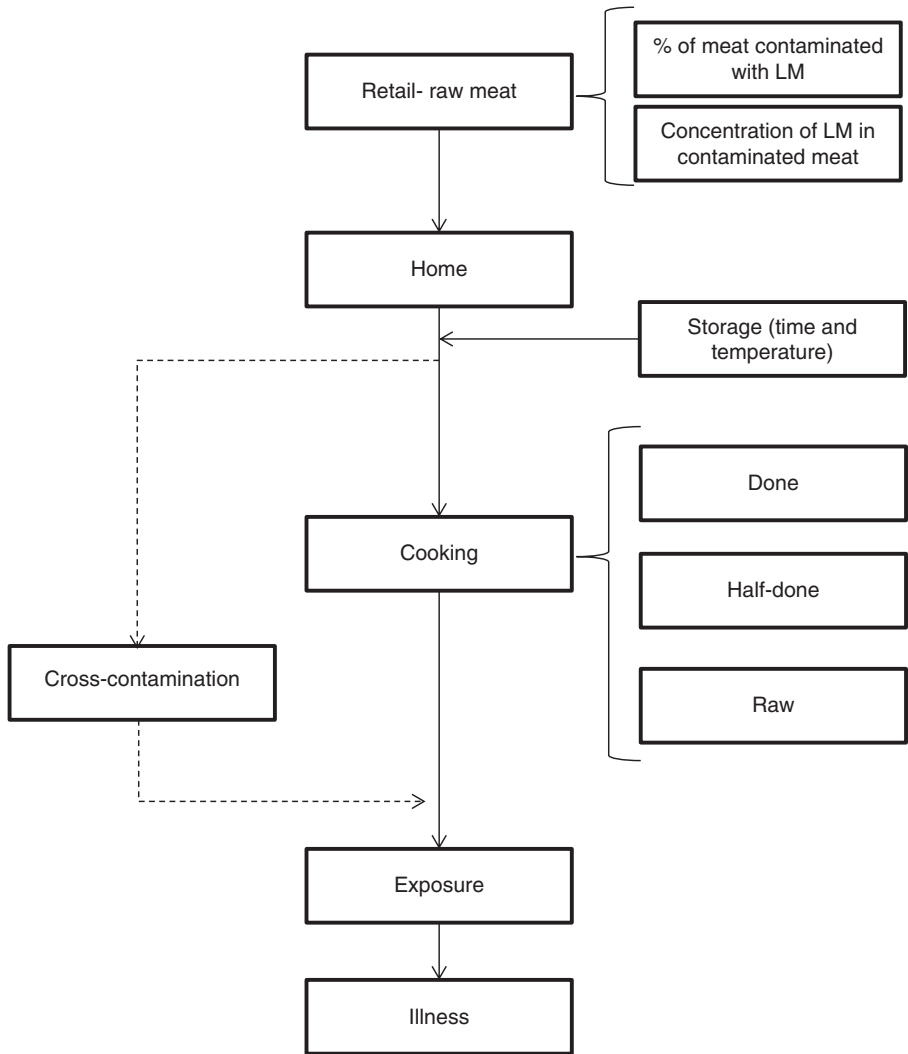 Retail- raw meat
% of meat contaminated
with LM
Concentration of LM in
contaminated meat
Home
Storage (time and
temperature)
Done
Cooking
Half-done
Cross-contamination
Raw
Exposure
Illness